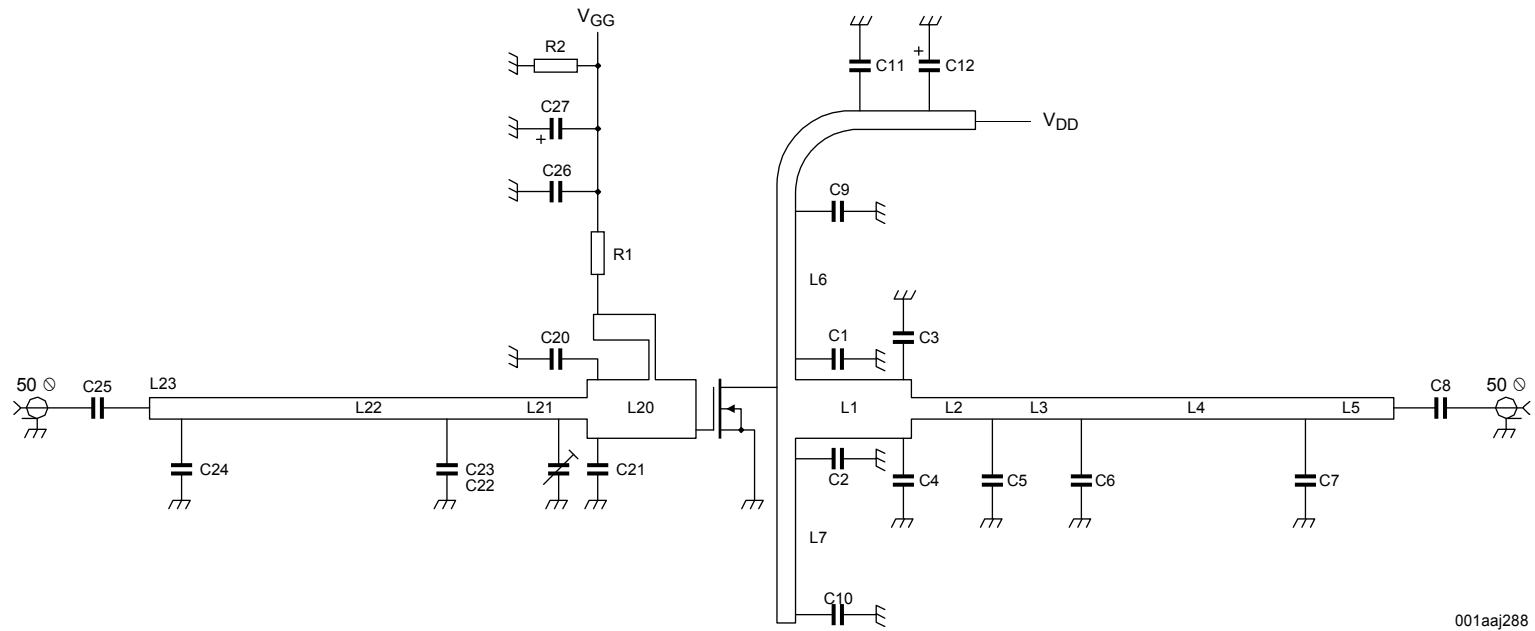 VGG
R2
C11
+
C12
C27
+
VDD
C26
C9
R1
L6
C20
C1
C3
50 ⦸
C25
L23
L22
L21
L20
L1
L2
L3
L4
L5
C8
50 ⦸
C24
C23
C22
C21
C2
C4
C5
C6
C7
L7
C10
001aaj288